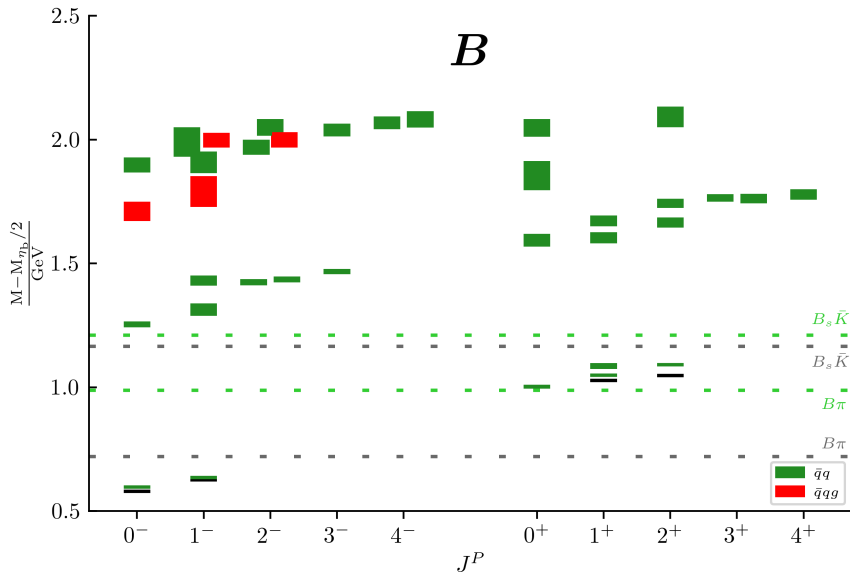 B
2.5
2.0
1.5
1.0
0.5
M−M_{η_b}/2
GeV
B_s K̄
B_s K̄
Bπ
Bπ
q̄q
q̄qg
0⁻ 1⁻ 2⁻ 3⁻ 4⁻ 0⁺ 1⁺ 2⁺ 3⁺ 4⁺
J^P